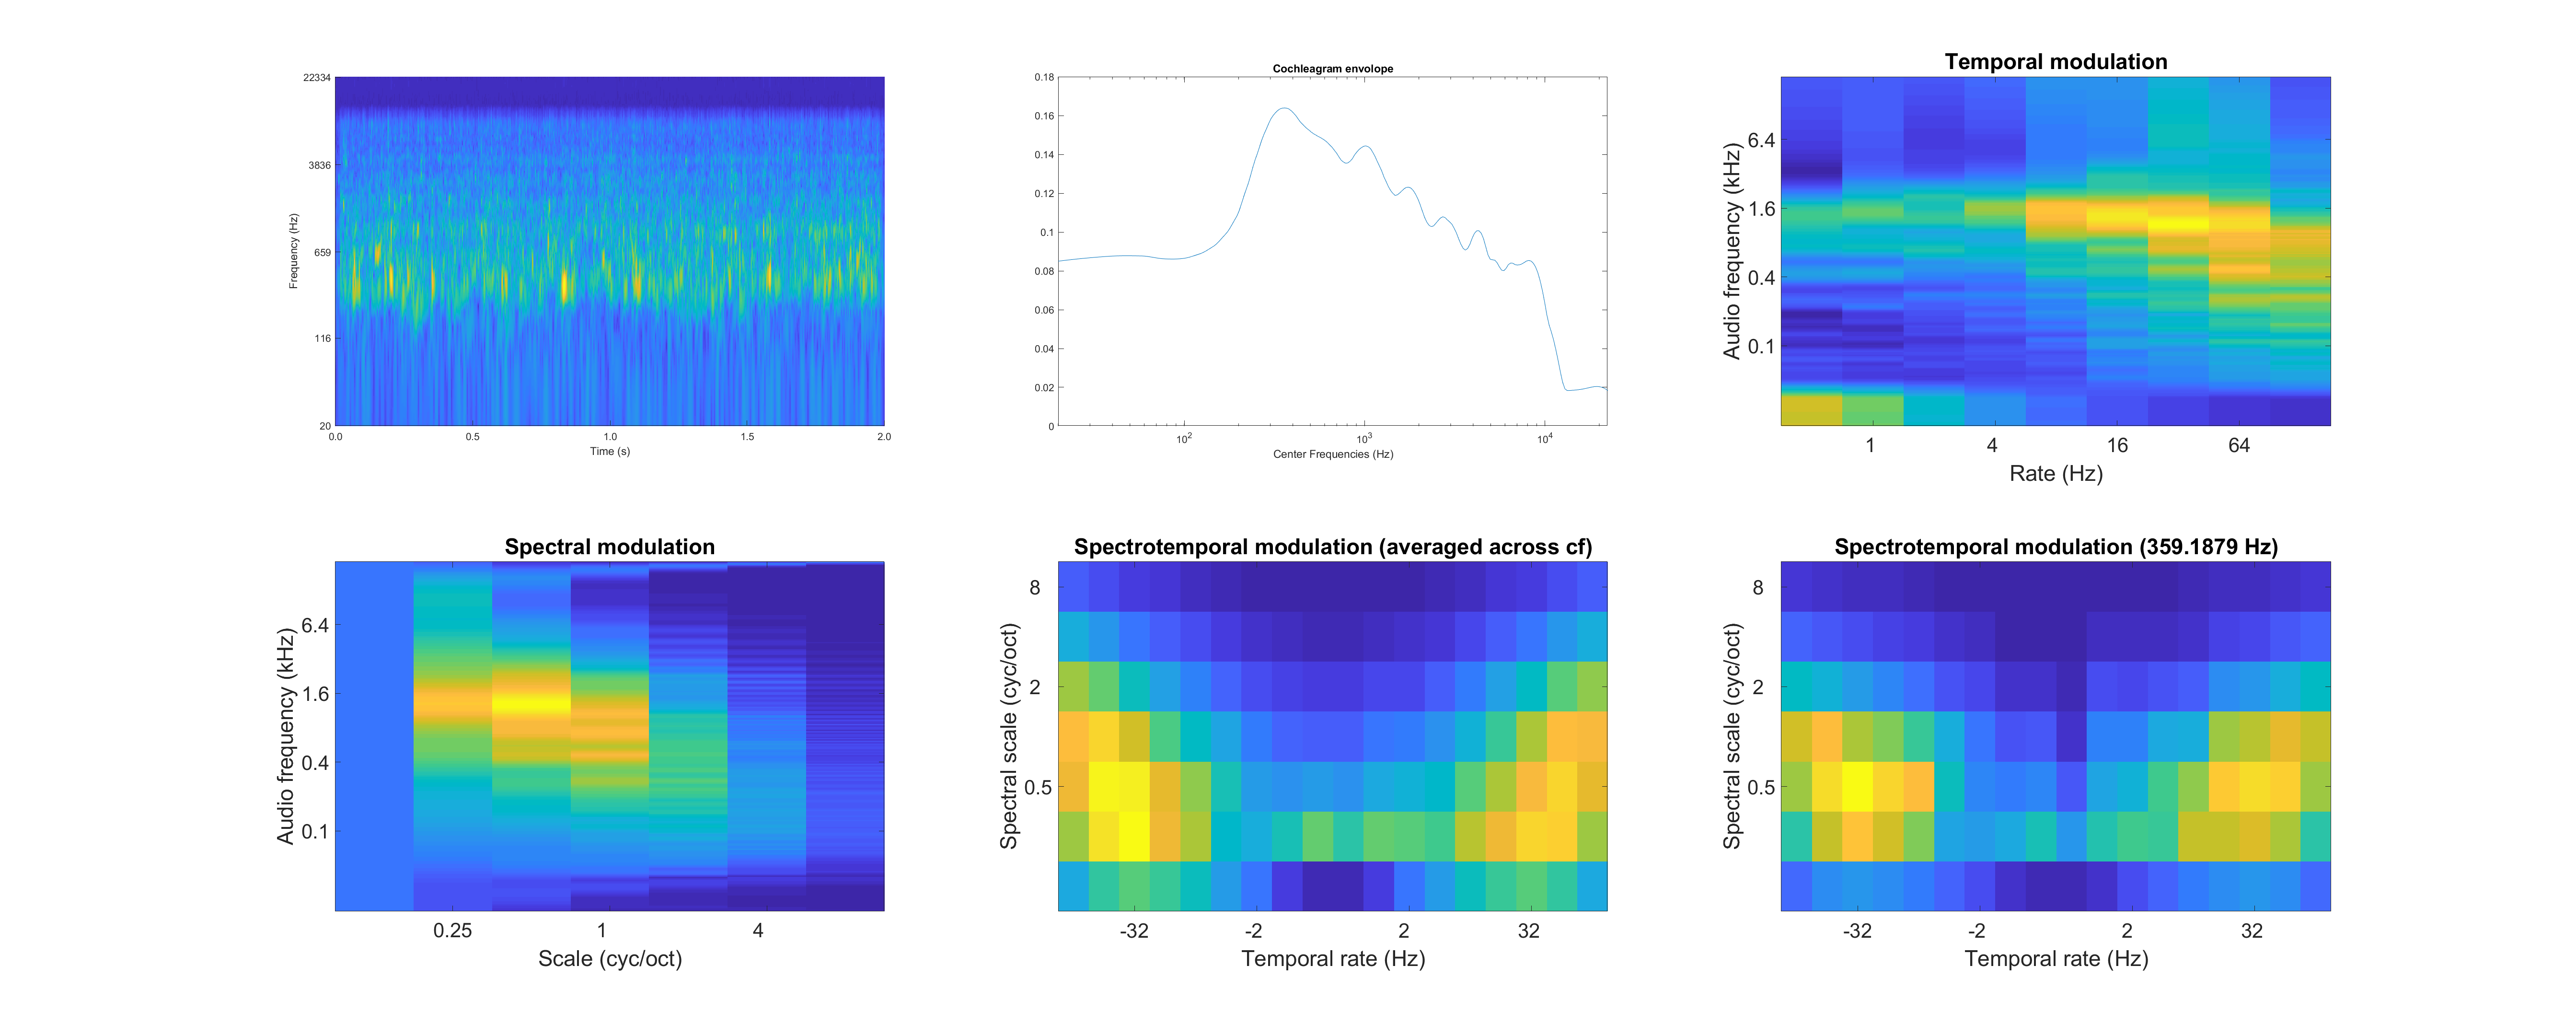 22334
3836
659
116
20
0.0 0.5 1.0 1.5 2.0
Frequency (Hz)
Time (s)
Cochleagram envolope
0.18
0.16
0.14
0.12
0.1
0.08
0.06
0.04
0.02
0
10^2 10^3 10^4
Center Frequencies (Hz)
Temporal modulation
6.4
1.6
0.4
0.1
Audio frequency (kHz)
1 4 16 64
Rate (Hz)
Spectral modulation
6.4
1.6
0.4
0.1
Audio frequency (kHz)
0.25 1 4
Scale (cyc/oct)
Spectrotemporal modulation (averaged across cf)
8
2
0.5
Spectral scale (cyc/oct)
-32 -2 2 32
Temporal rate (Hz)
Spectrotemporal modulation (359.1879 Hz)
8
2
0.5
Spectral scale (cyc/oct)
-32 -2 2 32
Temporal rate (Hz)